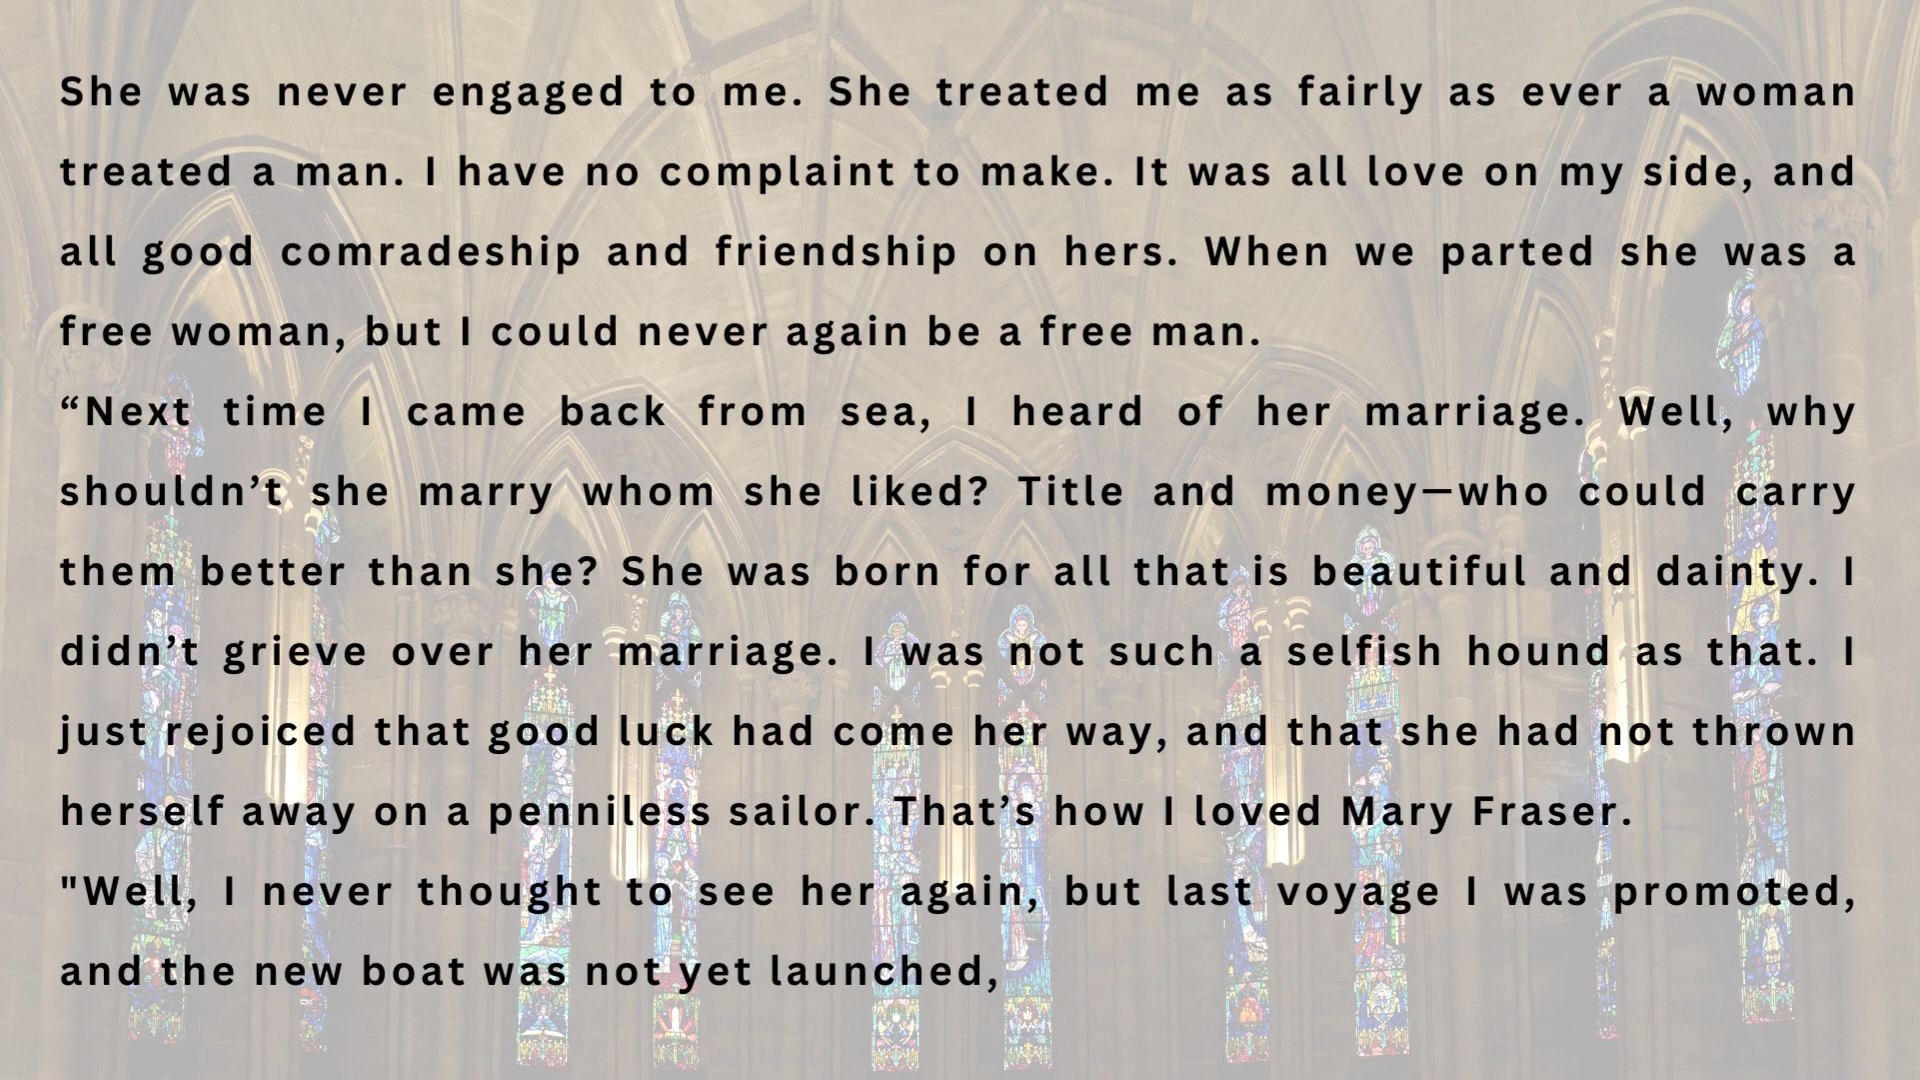 She was never engaged to me. She treated me as fairly as ever a woman
treated a man. I have no complaint to make. It was all love on my side, and
all good comradeship and friendship on hers. When we parted she was a
free woman, but I could never again be a free man.
“Next time I came back from sea, I heard of her marriage. Well, why
shouldn’t she marry whom she liked? Title and money—who could carry
them better than she? She was born for all that is beautiful and dainty. I
didn’t grieve over her marriage. I was not such a selfish hound as that. I
just rejoiced that good luck had come her way, and that she had not thrown
herself away on a penniless sailor. That’s how I loved Mary Fraser.
"Well, I never thought to see her again, but last voyage I was promoted,
and the new boat was not yet launched,